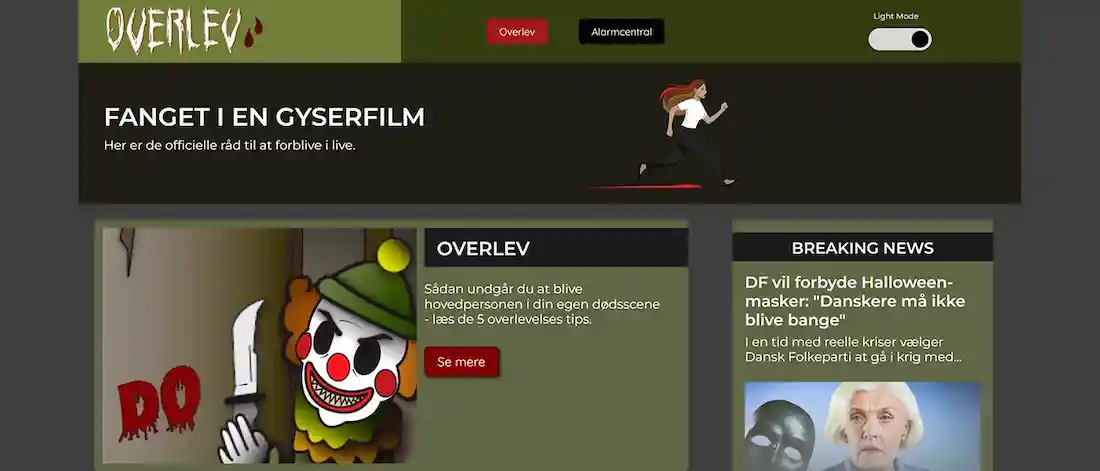 OVERLEV
Overlev
Alarmcentral
Light Mode
FANGET I EN GYSERFILM
Her er de officielle råd til at forblive i live.
DO
OVERLEV
Sådan undgår du at blive
hovedpersonen i din egen dødsscene
- læs de 5 overlevelses tips.
Se mere
BREAKING NEWS
DF vil forbyde Halloween-
masker: "Danskere må ikke
blive bange"
I en tid med reelle kriser vælger
Dansk Folkeparti at gå i krig med...